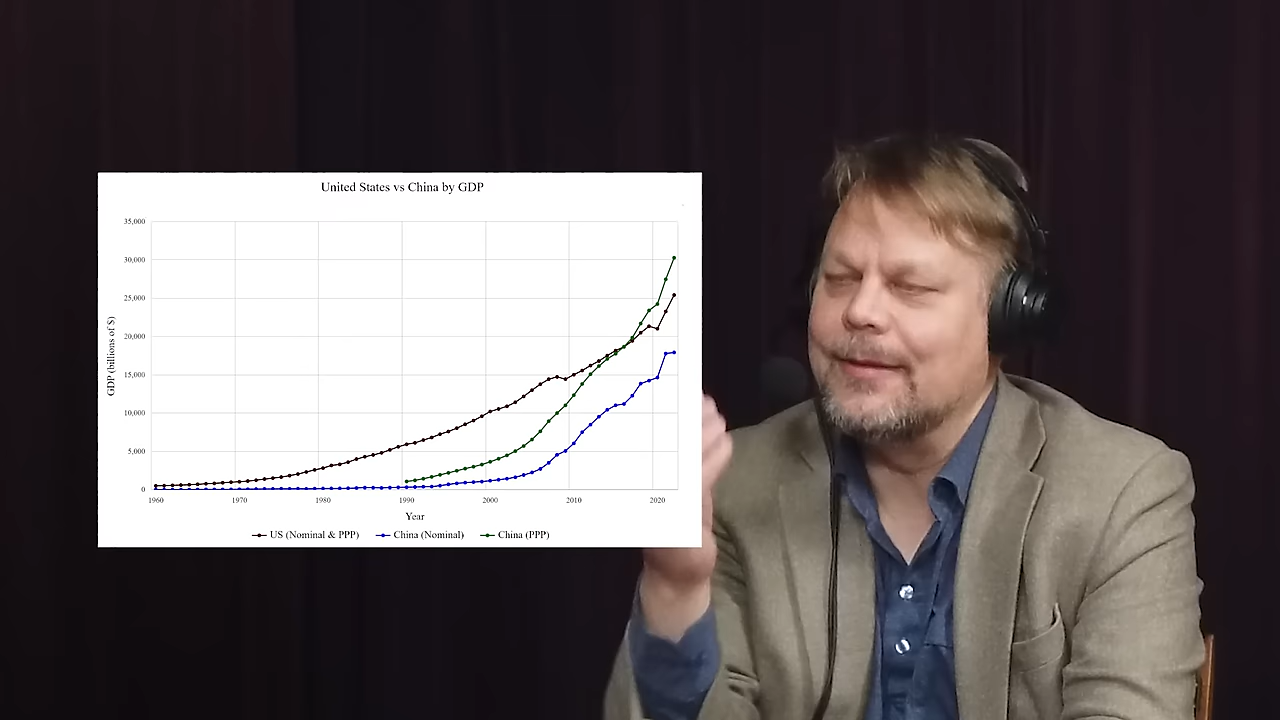 United States vs China by GDP
35,000
30,000
25,000
20,000
15,000
10,000
5,000
0
GDP (billions of $)
1960 1970 1980 1990 2000 2010 2020
Year
US (Nominal & PPP) China (Nominal) China (PPP)